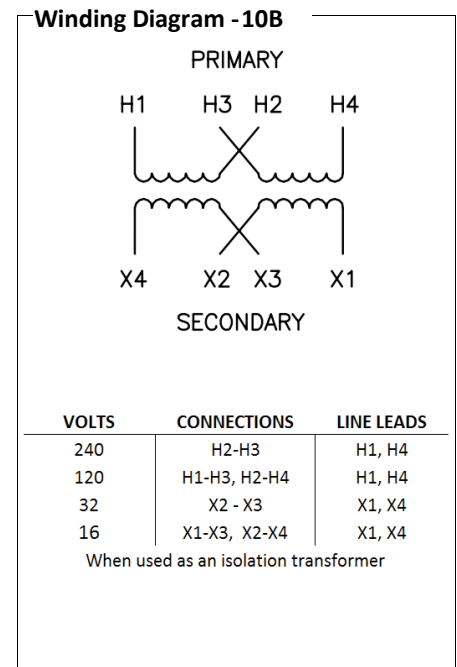 Winding Diagram - 10B
PRIMARY
H1 H3 H2 H4
X4 X2 X3 X1
SECONDARY
VOLTS CONNECTIONS LINE LEADS
240 H2-H3 H1, H4
120 H1-H3, H2-H4 H1, H4
32 X2 - X3 X1, X4
16 X1-X3, X2-X4 X1, X4
When used as an isolation transformer